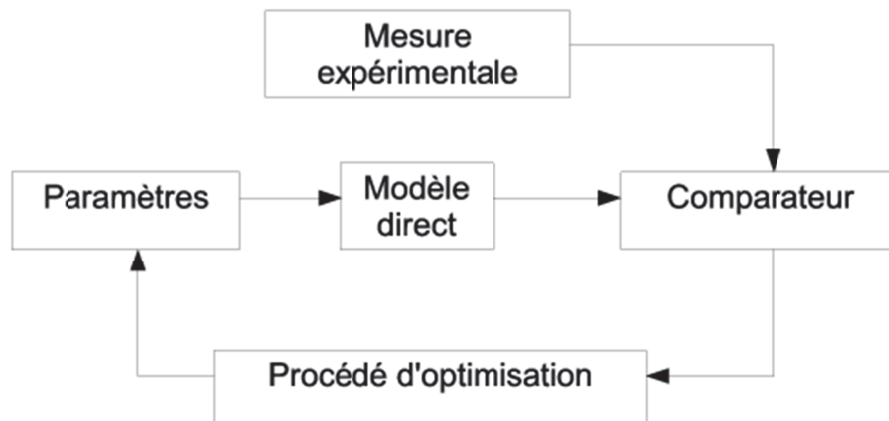 Mesure
expérimentale
Paramètres
Modèle
direct
Comparateur
Procédé d'optimisation